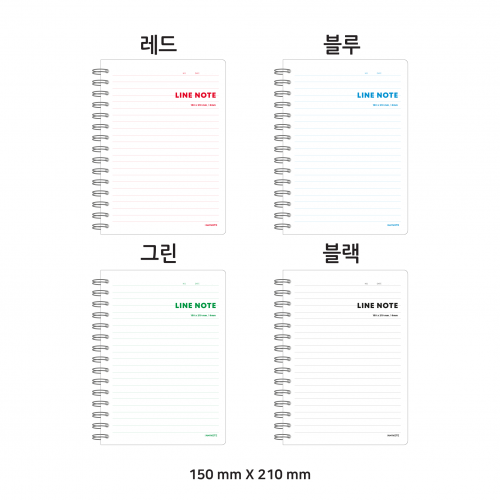 레드 블루
LINE NOTE LINE NOTE
그린 블랙
LINE NOTE LINE NOTE
150 mm X 210 mm